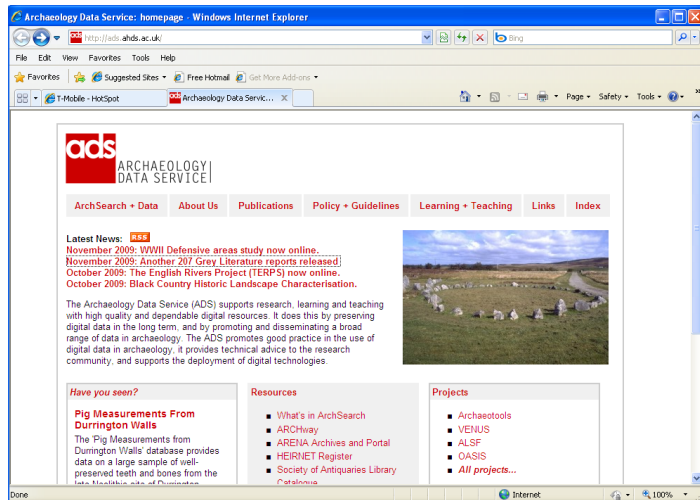 Archaeology Data Service: homepage - Windows Internet Explorer
http://ads.ahds.ac.uk/
Bing
File Edit View Favorites Tools Help
Favorites Suggested Sites Free Hotmail Get More Add-ons
T-Mobile - HotSpot Archaeology Data Servic... X
Page Safety Tools
ads
ARCHAEOLOGY
DATA SERVICE
ArchSearch + Data About Us Publications Policy + Guidelines Learning + Teaching Links Index
Latest News: RSS
November 2009: WWII Defensive areas study now online.
November 2009: Another 207 Grey Literature reports released
October 2009: The English Rivers Project (TERPS) now online.
October 2009: Black Country Historic Landscape Characterisation.
The Archaeology Data Service (ADS) supports research, learning and teaching
with high quality and dependable digital resources. It does this by preserving
digital data in the long term, and by promoting and disseminating a broad
range of data in archaeology. The ADS promotes good practice in the use of
digital data in archaeology, it provides technical advice to the research
community, and supports the deployment of digital technologies.
Have you seen?
Pig Measurements From
Durrington Walls
The 'Pig Measurements from
Durrington Walls' database provides
data on a large sample of well-
preserved teeth and bones from the
late Neolithic site of Durrington
Resources
What's in ArchSearch
ARCHway
ARENA Archives and Portal
HEIRNET Register
Society of Antiquaries Library
Catalogue
Projects
Archaeotools
VENUS
ALSF
OASIS
All projects...
Done Internet 100%